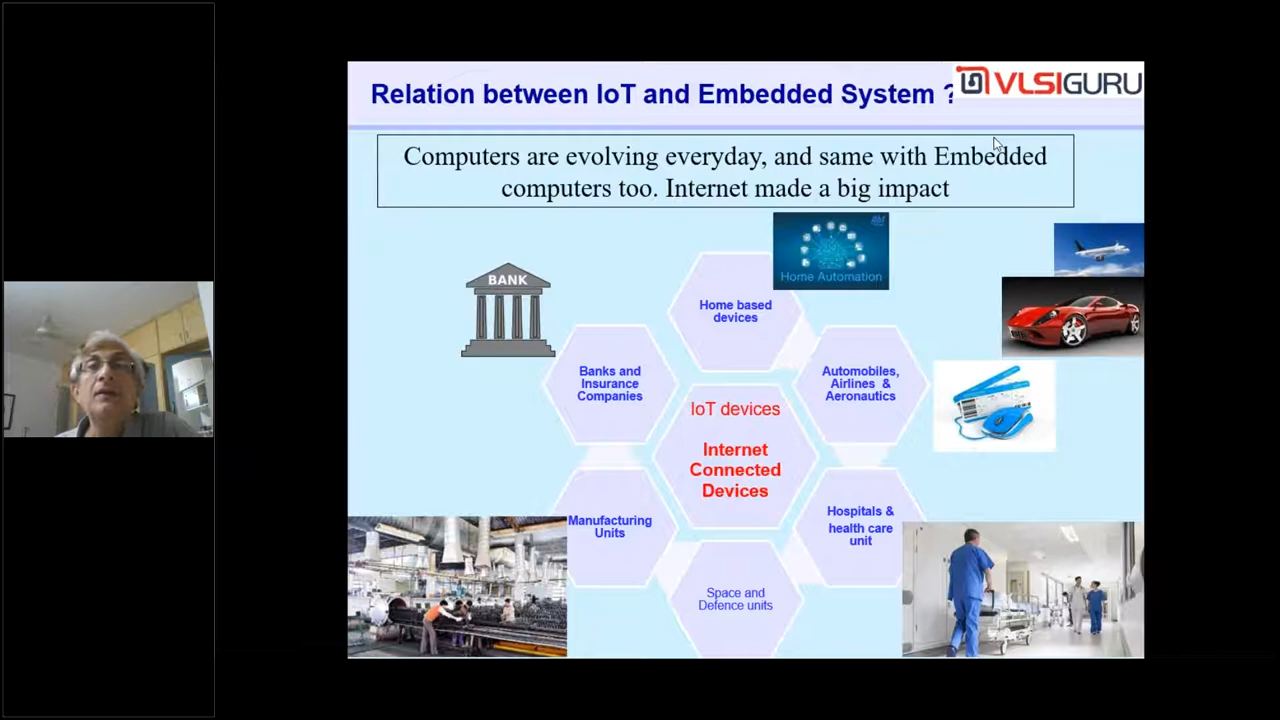 Relation between IoT and Embedded System ?
VLSIGURU
Computers are evolving everyday, and same with Embedded
computers too. Internet made a big impact
Home Automation
BANK
Home based
devices
Banks and
Insurance
Companies
Automobiles,
Airlines &
Aeronautics
IoT devices
Internet
Connected
Devices
Manufacturing
Units
Hospitals &
health care
unit
Space and
Defence units